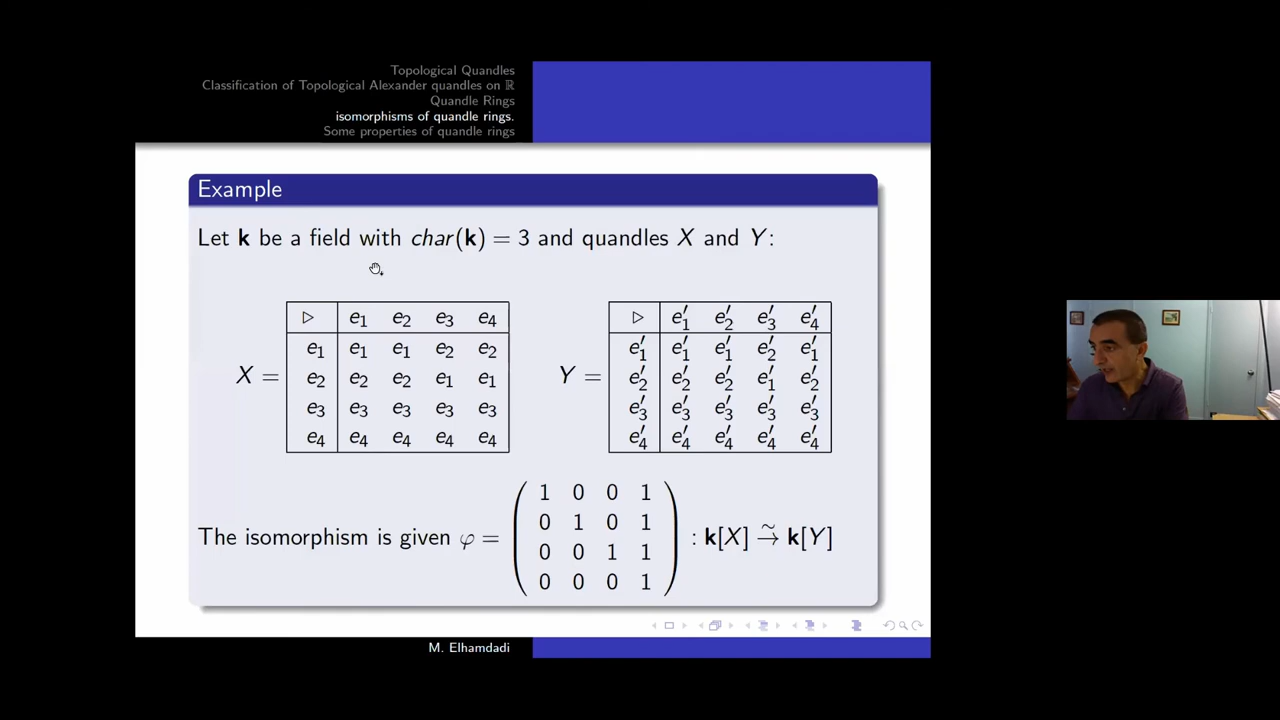 Topological Quandles
Classification of Topological Alexander quandles on ℝ
Quandle Rings
isomorphisms of quandle rings.
Some properties of quandle rings
Example
Let k be a field with char(k) = 3 and quandles X and Y:
X =
▷ e₁ e₂ e₃ e₄
e₁ e₁ e₁ e₂ e₂
e₂ e₂ e₂ e₁ e₁
e₃ e₃ e₃ e₃ e₃
e₄ e₄ e₄ e₄ e₄
Y =
▷ e′₁ e′₂ e′₃ e′₄
e′₁ e′₁ e′₁ e′₂ e′₁
e′₂ e′₂ e′₂ e′₁ e′₂
e′₃ e′₃ e′₃ e′₃ e′₃
e′₄ e′₄ e′₄ e′₄ e′₄
The isomorphism is given φ =
1 0 0 1
0 1 0 1
0 0 1 1
0 0 0 1
: k[X] →̃ k[Y]
M. Elhamdadi